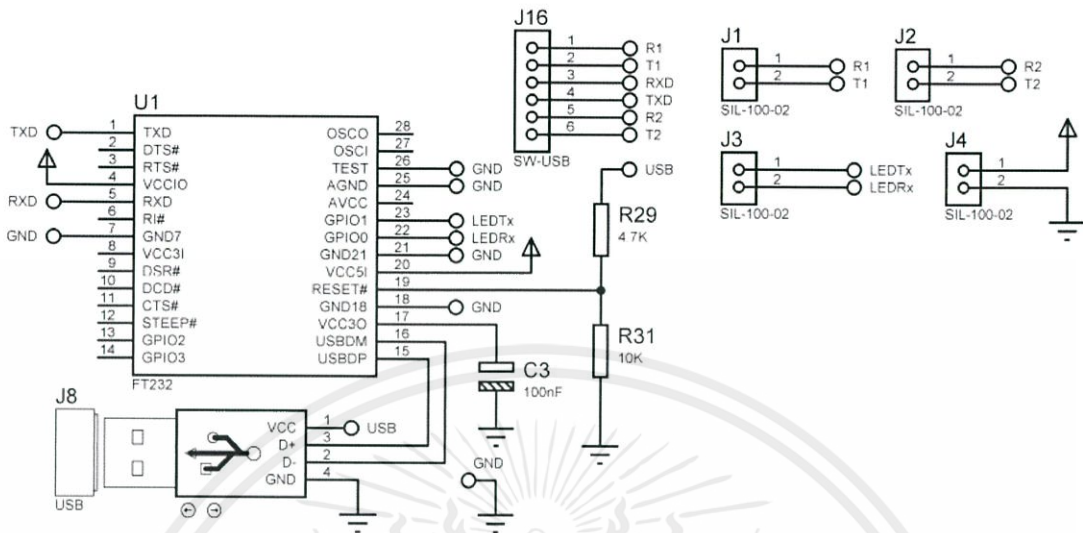 J16
1 R1
2 T1
3 RXD
4 TXD
5 R2
6 T2
SW-USB
J1
1 R1
2 T1
SIL-100-02
J2
1 R2
2 T2
SIL-100-02
J3
1 LEDTx
2 LEDRx
SIL-100-02
J4
1
2
SIL-100-02
U1
TXD 1 TXD
2 DTS#
3 RTS#
4 VCCIO
RXD 5 RXD
6 RI#
GND 7 GND7
8 VCC3I
9 DSR#
10 DCD#
11 CTS#
12 STEEP#
13 GPIO2
14 GPIO3
OSCO 28
OSCI 27
TEST 26 GND
AGND 25 GND
AVCC 24
GPIO1 23 LEDTx
GPIO0 22 LEDRx
GND21 21 GND
VCC5I 20
RESET# 19
GND18 18 GND
VCC3O 17
USBDM 16
USBDP 15
FT232
USB
R29
4.7K
R31
10K
C3
100nF
J8
VCC 1 USB
D+ 3
D- 2
GND 4
USB
GND